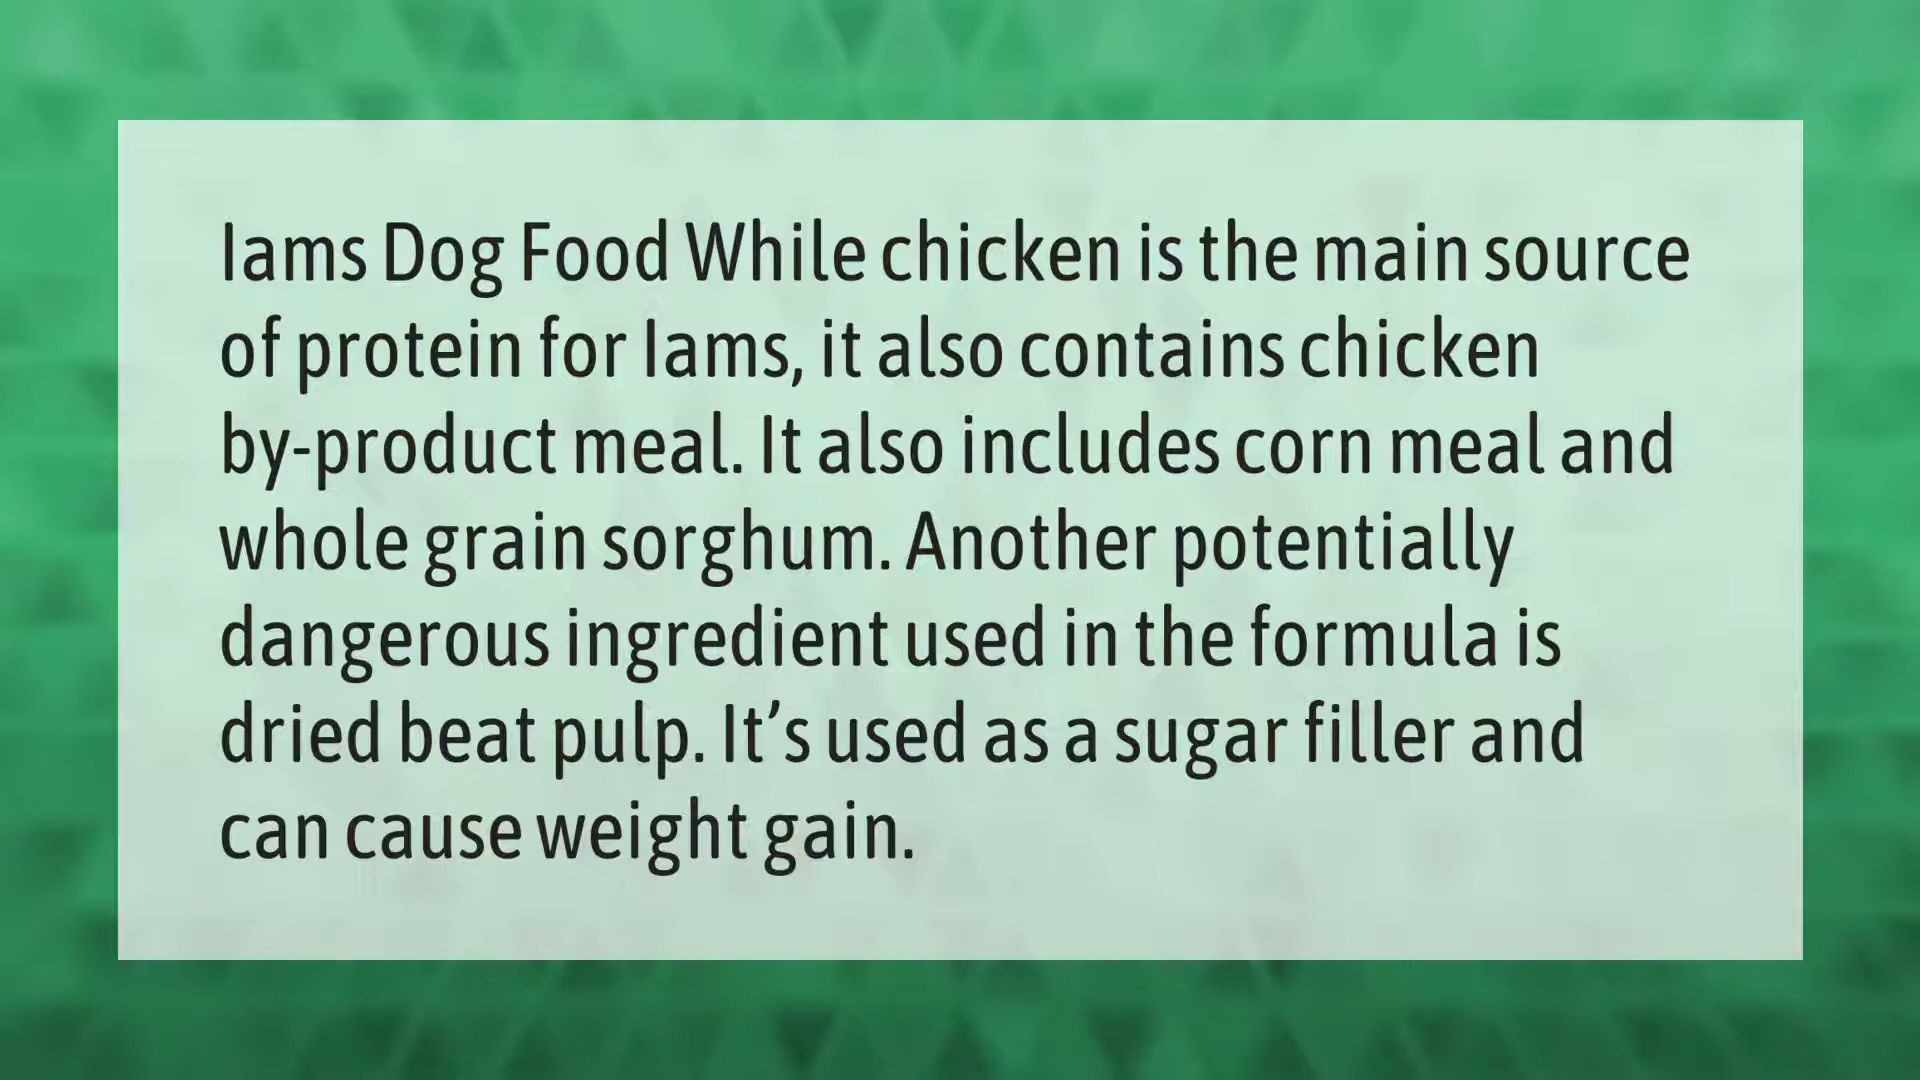 Iams Dog Food While chicken is the main source
of protein for Iams, it also contains chicken
by-product meal. It also includes corn meal and
whole grain sorghum. Another potentially
dangerous ingredient used in the formula is
dried beat pulp. It’s used as a sugar filler and
can cause weight gain.